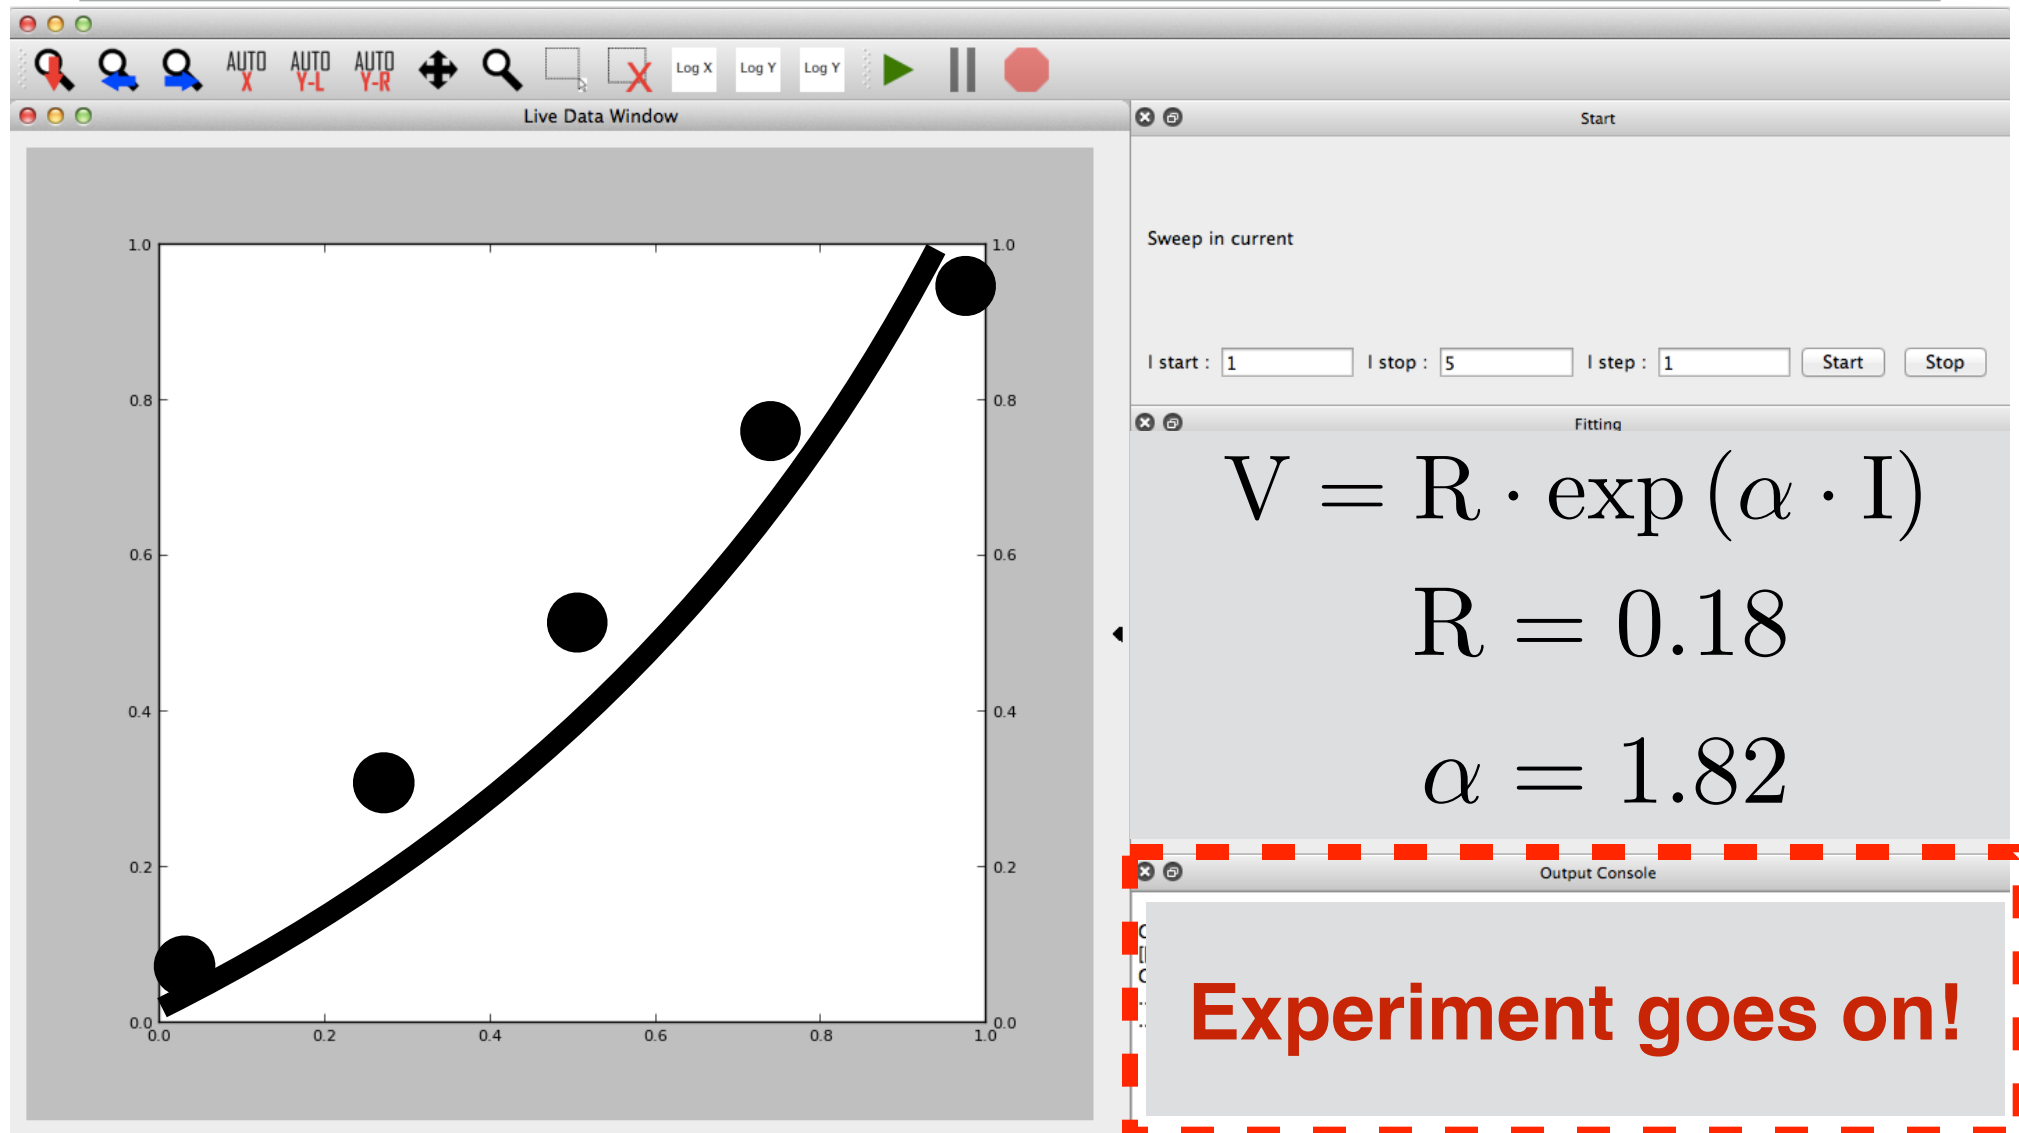 AUTO X
AUTO Y-L
AUTO Y-R
Log X
Log Y
Log Y
Live Data Window
Start
1.0
0.8
0.6
0.4
0.2
0.0
0.0 0.2 0.4 0.6 0.8 1.0
1.0
0.8
0.6
0.4
0.2
0.0
Sweep in current
I start : 1 I stop : 5 I step : 1 Start Stop
Fitting
V = R · exp (α · I)
R = 0.18
α = 1.82
Output Console
Experiment goes on!